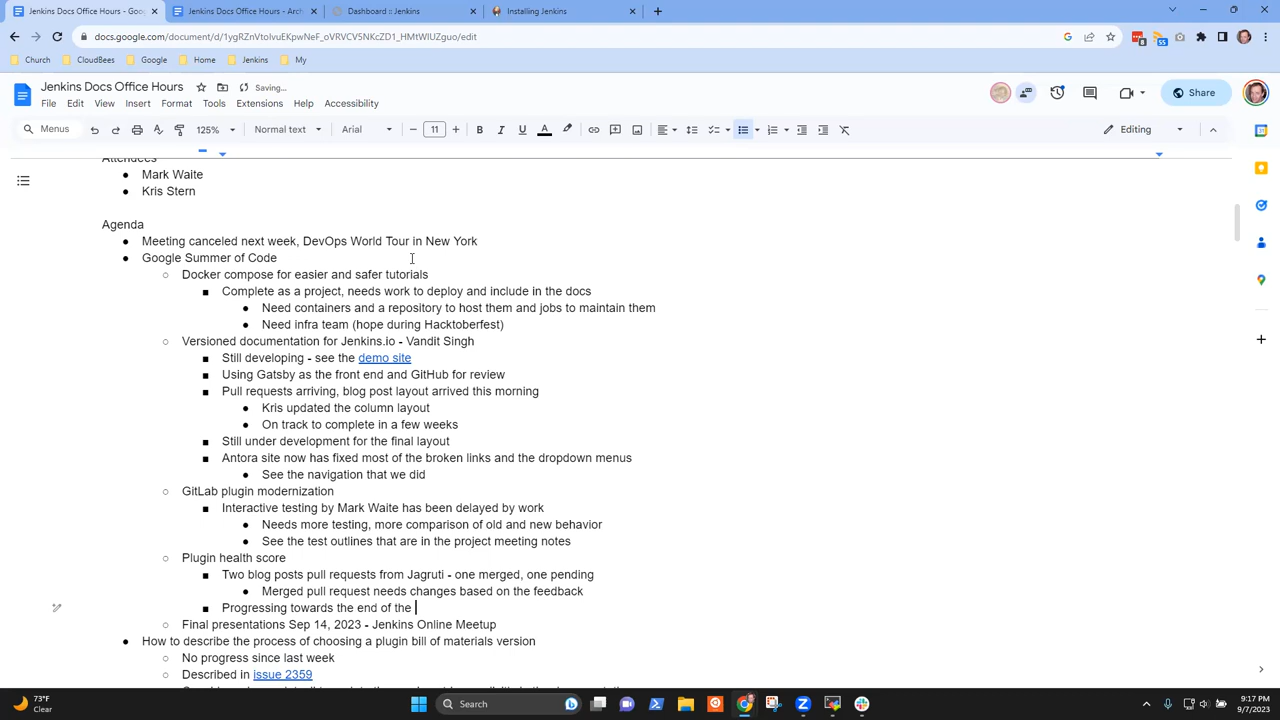 Jenkins Docs Office Hours - Goo
Jenkins Docs Office Hours - Arch
Dashboard :: Jenkins
Installing Jenkins
docs.google.com/document/d/1ygRZnVtoIvuEKpwNeF_oVRVCV5NKcZD1_HMtWIUZguo/edit
Church
CloudBees
Google
Home
Jenkins
My
Jenkins Docs Office Hours
Saving...
File Edit View Insert Format Tools Extensions Help Accessibility
Share
Menus
125%
Normal text
Arial
11
Editing
Attendees
Mark Waite
Kris Stern
Agenda
Meeting canceled next week, DevOps World Tour in New York
Google Summer of Code
Docker compose for easier and safer tutorials
Complete as a project, needs work to deploy and include in the docs
Need containers and a repository to host them and jobs to maintain them
Need infra team (hope during Hacktoberfest)
Versioned documentation for Jenkins.io - Vandit Singh
Still developing - see the demo site
Using Gatsby as the front end and GitHub for review
Pull requests arriving, blog post layout arrived this morning
Kris updated the column layout
On track to complete in a few weeks
Still under development for the final layout
Antora site now has fixed most of the broken links and the dropdown menus
See the navigation that we did
GitLab plugin modernization
Interactive testing by Mark Waite has been delayed by work
Needs more testing, more comparison of old and new behavior
See the test outlines that are in the project meeting notes
Plugin health score
Two blog posts pull requests from Jagruti - one merged, one pending
Merged pull request needs changes based on the feedback
Progressing towards the end of the
Final presentations Sep 14, 2023 - Jenkins Online Meetup
How to describe the process of choosing a plugin bill of materials version
No progress since last week
Described in issue 2359
73°F
Clear
Search
9:17 PM
9/7/2023